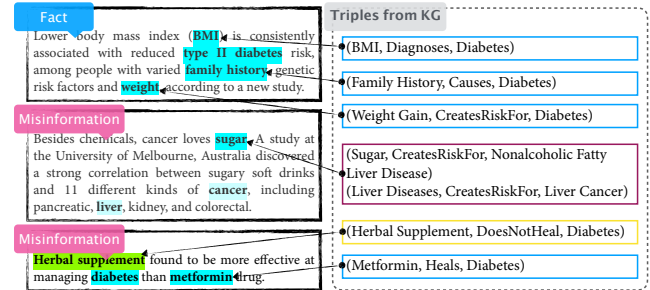 Fact
Lower body mass index (BMI) is consistently
associated with reduced type II diabetes risk,
among people with varied family history, genetic
risk factors and weight, according to a new study.
Misinformation
Besides chemicals, cancer loves sugar. A study at
the University of Melbourne, Australia discovered
a strong correlation between sugary soft drinks
and 11 different kinds of cancer, including
pancreatic, liver, kidney, and colorectal.
Misinformation
Herbal supplement found to be more effective at
managing diabetes than metformin drug.
Triples from KG
(BMI, Diagnoses, Diabetes)
(Family History, Causes, Diabetes)
(Weight Gain, CreatesRiskFor, Diabetes)
(Sugar, CreatesRiskFor, Nonalcoholic Fatty
Liver Disease)
(Liver Diseases, CreatesRiskFor, Liver Cancer)
(Herbal Supplement, DoesNotHeal, Diabetes)
(Metformin, Heals, Diabetes)